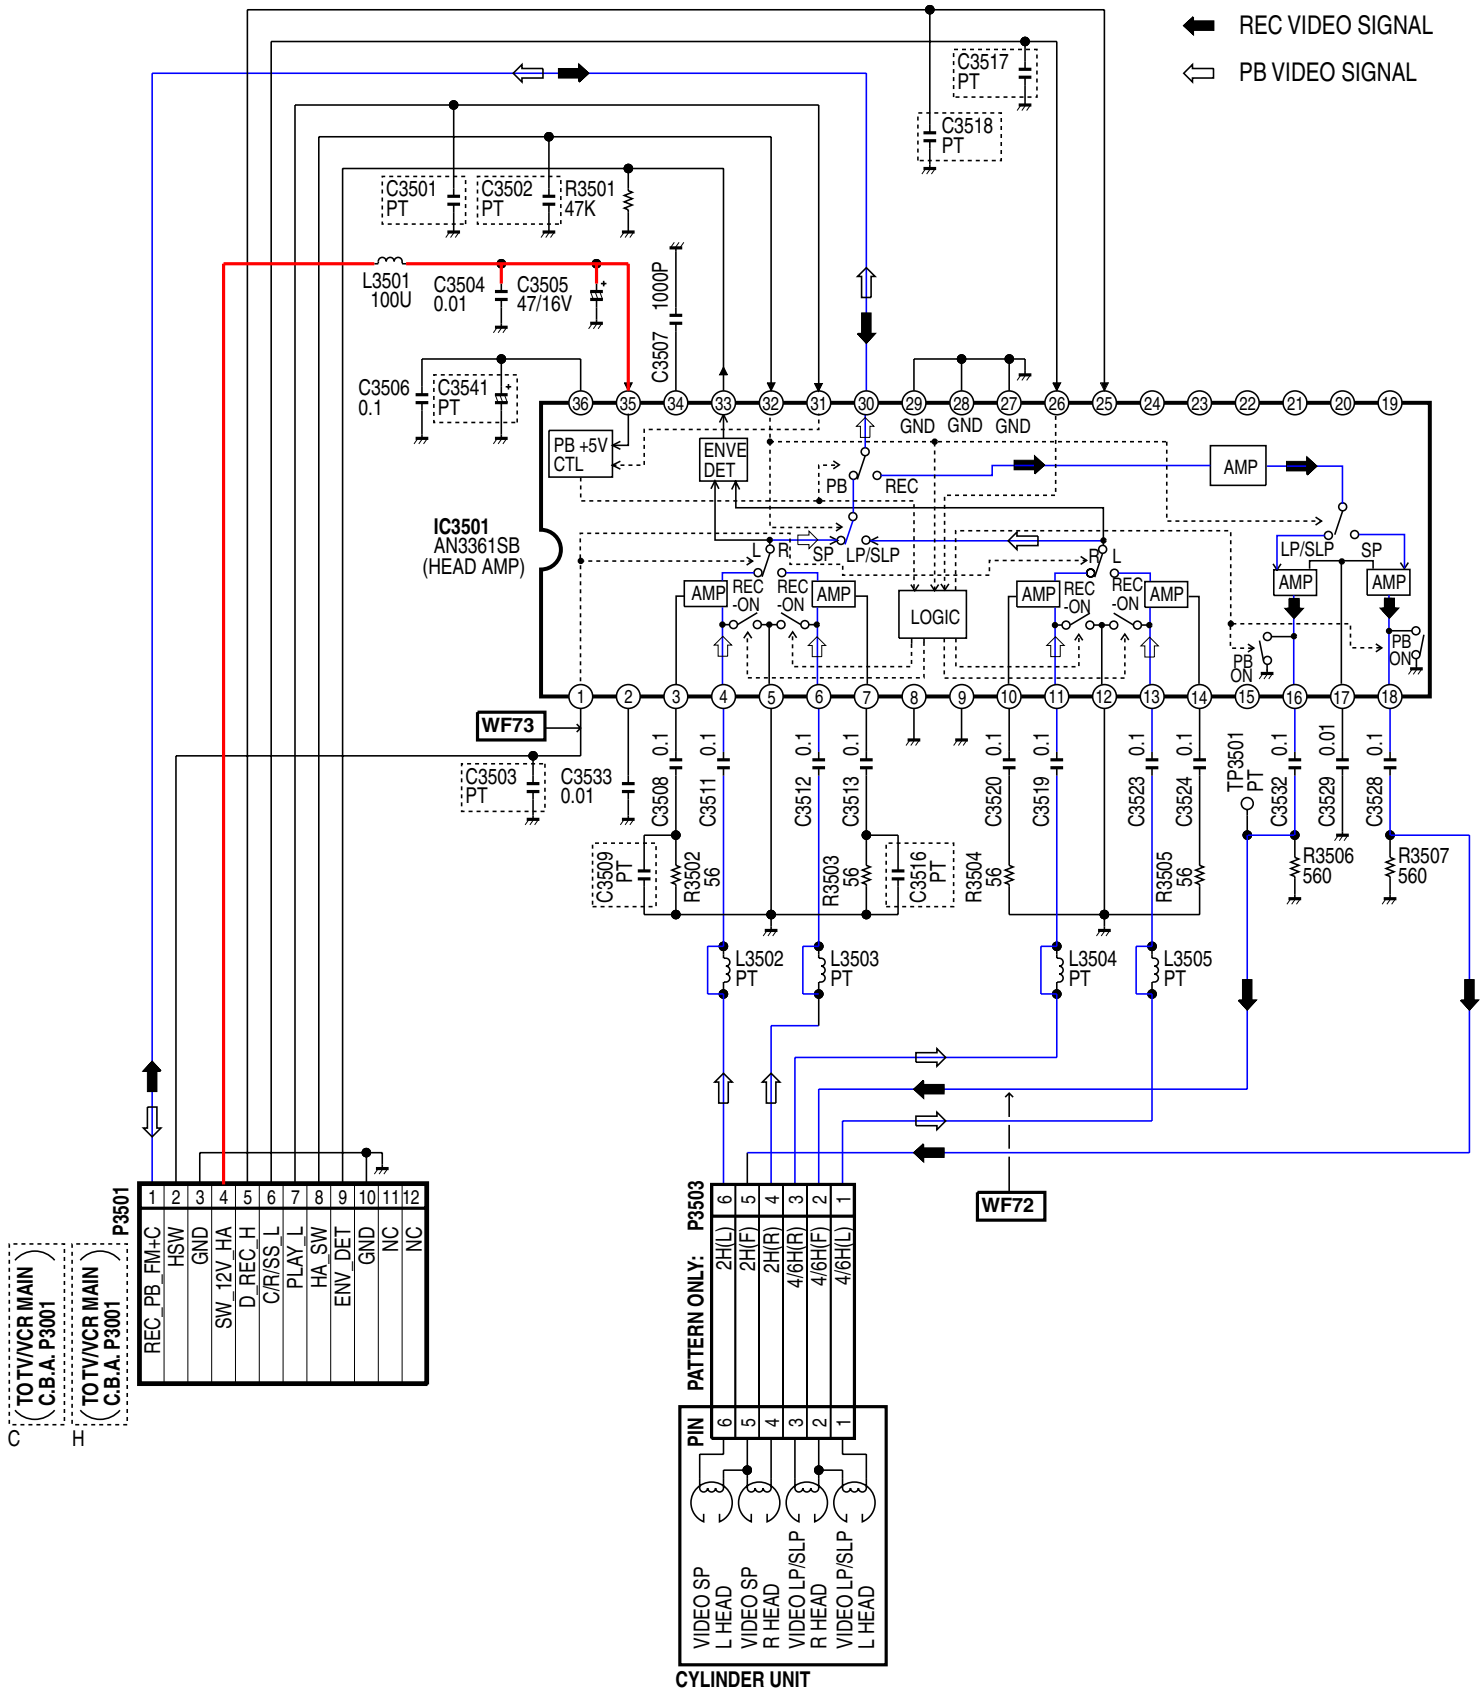 REC VIDEO SIGNAL
PB VIDEO SIGNAL
C3517
PT
C3518
PT
C3501
PT
C3502
PT
R3501
47K
L3501
100U
C3504
0.01
C3505
47/16V
C3507 1000P
C3506
0.1
C3541
PT
36 35 34 33 32 31 30 29 28 27 26 25 24 23 22 21 20 19
GND GND GND
PB +5V
CTL
ENVE
DET
PB REC
AMP
IC3501
AN3361SB
(HEAD AMP)
L R SP LP/SLP R L
LP/SLP SP
AMP REC
-ON REC
-ON AMP
LOGIC
AMP REC
-ON REC
-ON AMP
AMP AMP
PB
ON
PB
ON
1 2 3 4 5 6 7 8 9 10 11 12 13 14 15 16 17 18
WF73
C3503
PT
C3533
0.01
C3508 0.1
C3511 0.1
C3512 0.1
C3513 0.1
C3520 0.1
C3519 0.1
C3523 0.1
C3524 0.1
TP3501
PT
C3532 0.1
C3529 0.01
C3528 0.1
C3509
PT
R3502
56
R3503
56
C3516
PT
R3504
56
R3505
56
R3506
560
R3507
560
L3502
PT
L3503
PT
L3504
PT
L3505
PT
WF72
P3501
1 2 3 4 5 6 7 8 9 10 11 12
REC_PB_FM+C
HSW
GND
SW_12V_HA
D_REC_H
C/R/SS_L
PLAY_L
HA_SW
ENV_DET
GND
NC
NC
(TO TV/VCR MAIN
C.B.A. P3001)
C
(TO TV/VCR MAIN
C.B.A. P3001)
H
PATTERN ONLY: P3503
6 5 4 3 2 1
2H(L)
2H(F)
2H(R)
4/6H(R)
4/6H(F)
4/6H(L)
PIN
6 5 4 3 2 1
VIDEO SP
L HEAD
VIDEO SP
R HEAD
VIDEO LP/SLP
R HEAD
VIDEO LP/SLP
L HEAD
CYLINDER UNIT